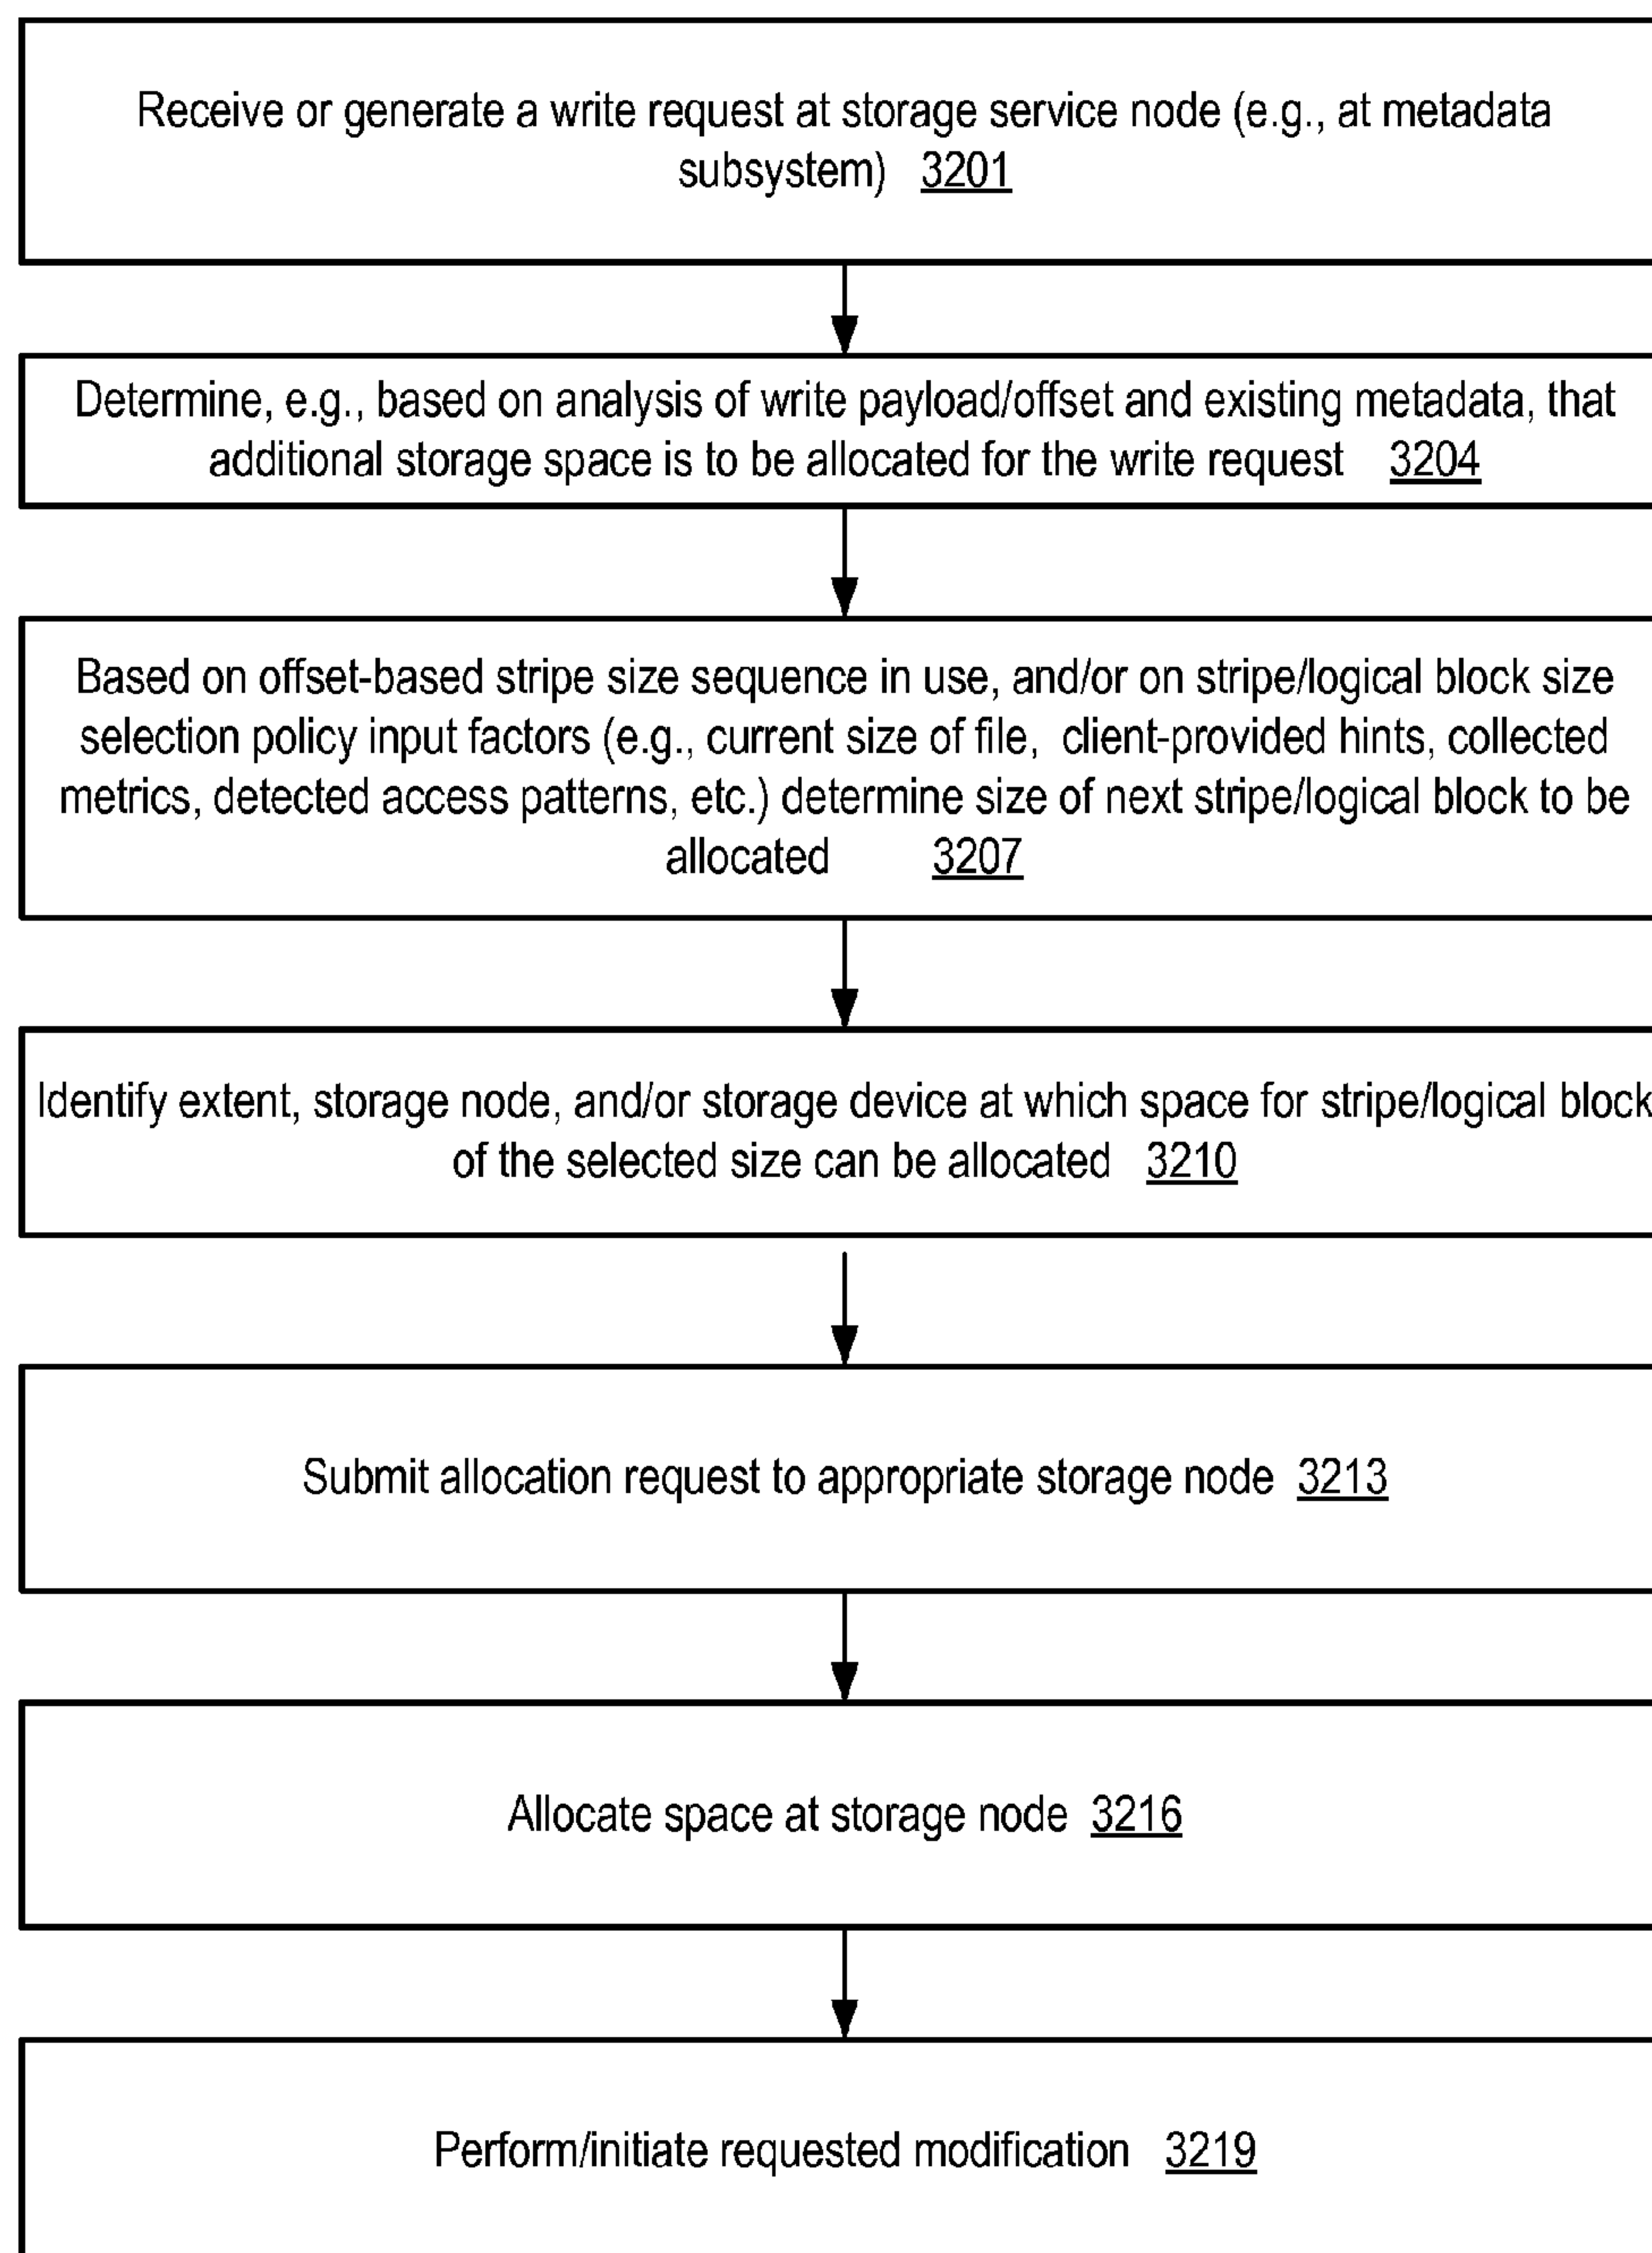 Receive or generate a write request at storage service node (e.g., at metadata
subsystem) 3201
Determine, e.g., based on analysis of write payload/offset and existing metadata, that
additional storage space is to be allocated for the write request 3204
Based on offset-based stripe size sequence in use, and/or on stripe/logical block size
selection policy input factors (e.g., current size of file, client-provided hints, collected
metrics, detected access patterns, etc.) determine size of next stripe/logical block to be
allocated 3207
Identify extent, storage node, and/or storage device at which space for stripe/logical block
of the selected size can be allocated 3210
Submit allocation request to appropriate storage node 3213
Allocate space at storage node 3216
Perform/initiate requested modification 3219